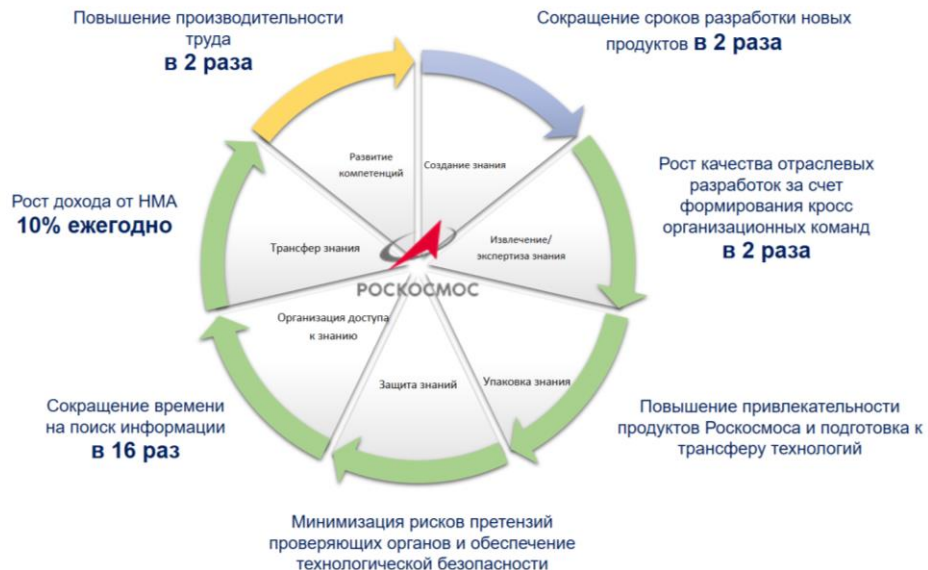 Повышение производительности
труда
в 2 раза
Сокращение сроков разработки новых
продуктов в 2 раза
Развитие
компетенций
Создание знания
Рост качества отраслевых
разработок за счет
формирования кросс
организационных команд
в 2 раза
Рост дохода от НМА
10% ежегодно
Трансфер знания
Извлечение/
экспертиза знания
РОСКОСМОС
Организация доступа
к знанию
Защита знаний
Упаковка знания
Сокращение времени
на поиск информации
в 16 раз
Повышение привлекательности
продуктов Роскосмоса и подготовка к
трансферу технологий
Минимизация рисков претензий
проверяющих органов и обеспечение
технологической безопасности